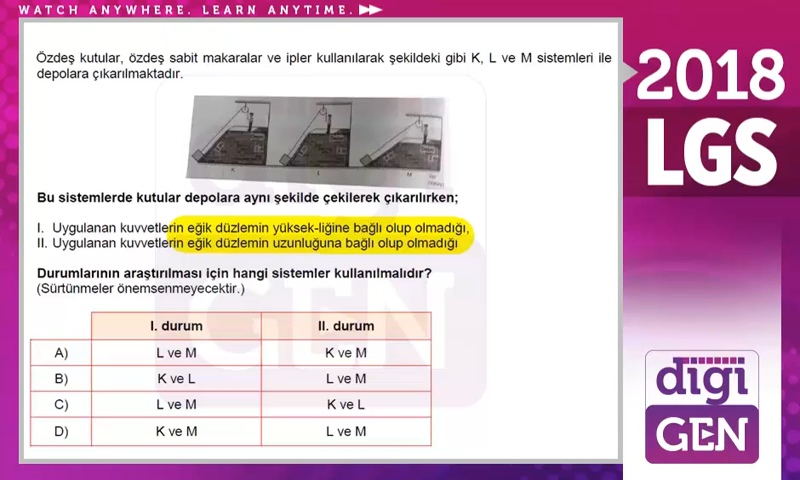 WATCH ANYWHERE. LEARN ANYTIME.
Özdeş kutular, özdeş sabit makaralar ve ipler kullanılarak şekildeki gibi K, L ve M sistemleri ile
depolara çıkarılmaktadır.
K L M
Bu sistemlerde kutular depolara aynı şekilde çekilerek çıkarılırken;
I. Uygulanan kuvvetlerin eğik düzlemin yüksek-liğine bağlı olup olmadığı,
II. Uygulanan kuvvetlerin eğik düzlemin uzunluğuna bağlı olup olmadığı
Durumlarının araştırılması için hangi sistemler kullanılmalıdır?
(Sürtünmeler önemsenmeyecektir.)
I. durum II. durum
A) L ve M K ve M
B) K ve L L ve M
C) L ve M K ve L
D) K ve M L ve M
2018
LGS
digi
GEN